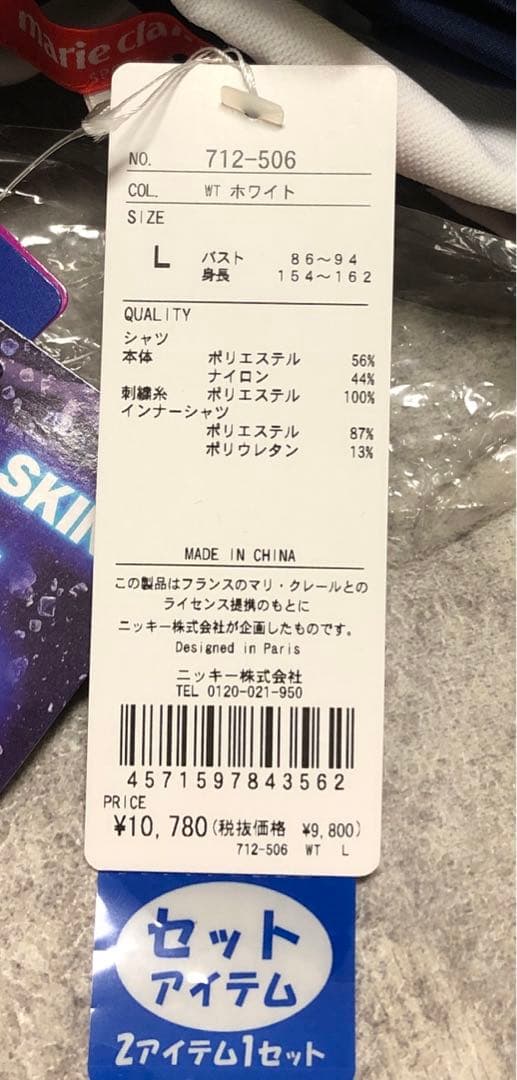 marie cla
SP
NO. 712-506
COL. WT ホワイト
SIZE
L バスト 86～94
身長 154～162
QUALITY
シャツ
本体 ポリエステル 56%
ナイロン 44%
刺繍糸 ポリエステル 100%
インナーシャツ
ポリエステル 87%
ポリウレタン 13%
SKIN
MADE IN CHINA
この製品はフランスのマリ・クレールとの
ライセンス提携のもとに
ニッキー株式会社が企画したものです。
Designed in Paris
ニッキー株式会社
TEL 0120-021-950
4571597843562
PRICE
¥10,780(税抜価格 ¥9,800)
712-506 WT L
セット
アイテム
2アイテム1セット